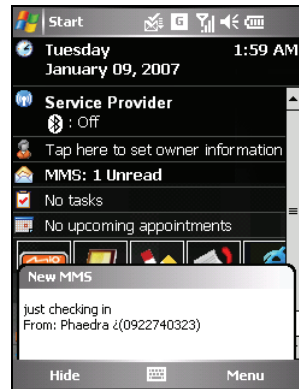 Start
G
Tuesday 1:59 AM
January 09, 2007
Service Provider
: Off
Tap here to set owner information
MMS: 1 Unread
No tasks
No upcoming appointments
New MMS
just checking in
From: Phaedra ¿(0922740323)
Hide Menu